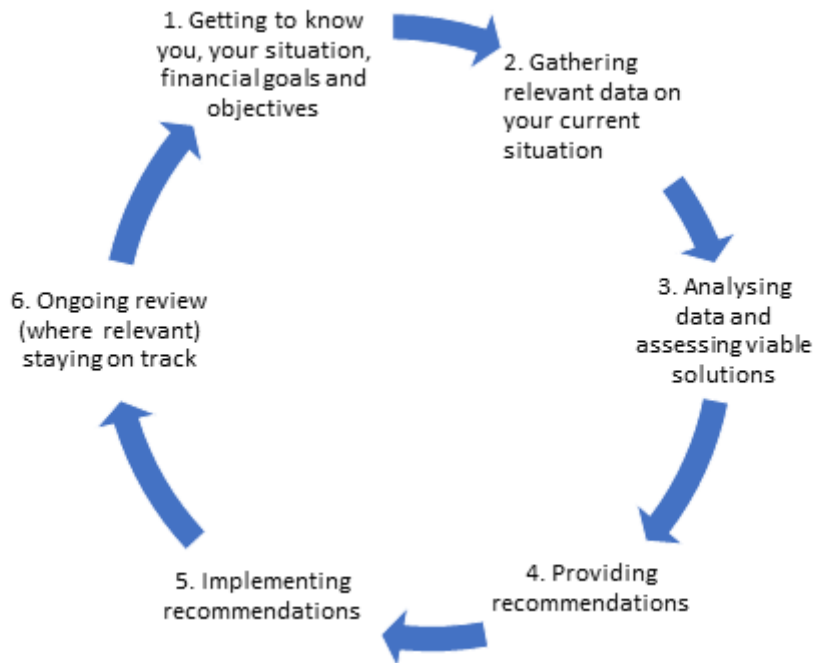 1. Getting to know
you, your situation,
financial goals and
objectives
2. Gathering
relevant data on
your current
situation
3. Analysing
data and
assessing viable
solutions
4. Providing
recommendations
5. Implementing
recommendations
6. Ongoing review
(where relevant)
staying on track